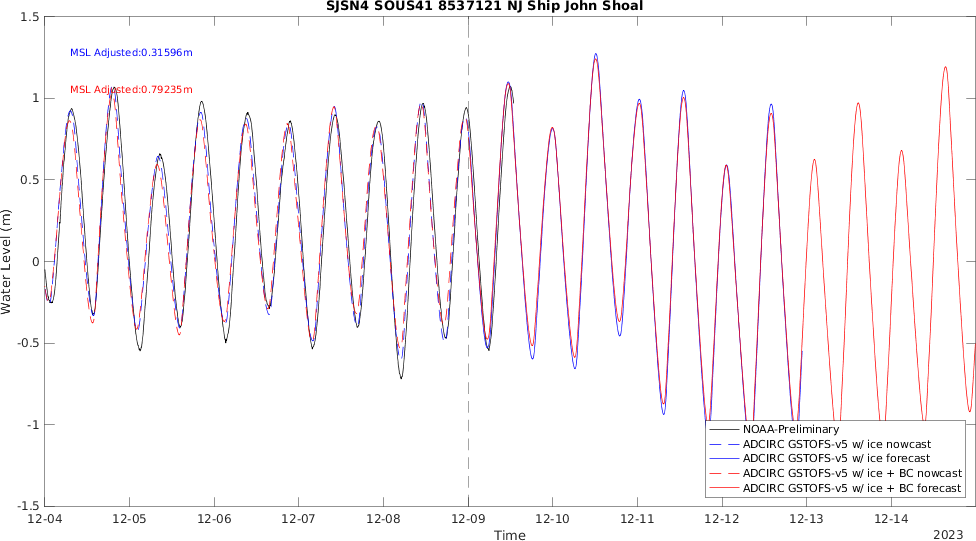 SJSN4 SOUS41 8537121 NJ Ship John Shoal
1.5
MSL Adjusted:0.31596m
MSL Adjusted:0.79235m
1
0.5
0
-0.5
-1
-1.5
Water Level (m)
NOAA-Preliminary
ADCIRC GSTOFS-v5 w/ ice nowcast
ADCIRC GSTOFS-v5 w/ ice forecast
ADCIRC GSTOFS-v5 w/ ice + BC nowcast
ADCIRC GSTOFS-v5 w/ ice + BC forecast
12-04 12-05 12-06 12-07 12-08 12-09 12-10 12-11 12-12 12-13 12-14
Time
2023